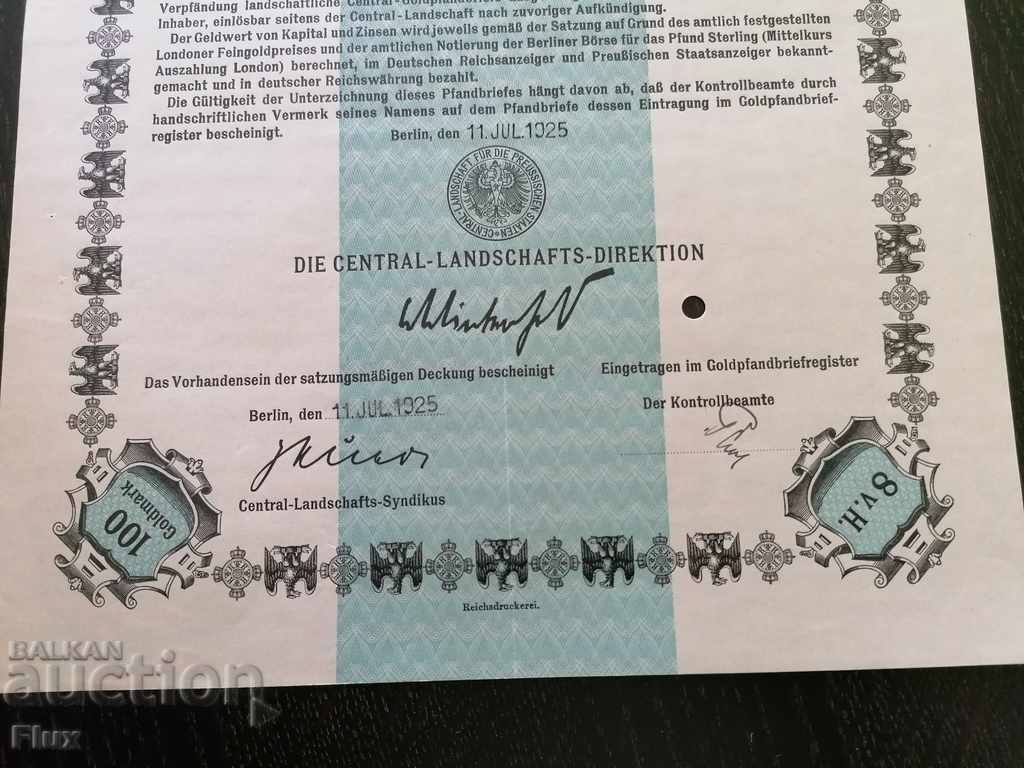 Verpfändung landschaftliche Central-Goldpfandbriefe
Inhaber, einlösbar seitens der Central-Landschaft nach zuvoriger Aufkündigung.
Der Geldwert von Kapital und Zinsen wird jeweils gemäß der Satzung auf Grund des amtlich festgestellten
Londoner Feingoldpreises und der amtlichen Notierung der Berliner Börse für das Pfund Sterling (Mittelkurs
Auszahlung London) berechnet, im Deutschen Reichsanzeiger und Preußischen Staatsanzeiger bekannt-
gemacht und in deutscher Reichswährung bezahlt.
Die Gültigkeit der Unterzeichnung dieses Pfandbriefes hängt davon ab, daß der Kontrollbeamte durch
handschriftlichen Vermerk seines Namens auf dem Pfandbriefe dessen Eintragung im Goldpfandbrief-
register bescheinigt.
Berlin, den 11. JUL. 1925
CENTRAL-LANDSCHAFT FÜR DIE PREUSSISCHEN STAATEN
DIE CENTRAL-LANDSCHAFTS-DIREKTION
Das Vorhandensein der satzungsmäßigen Deckung bescheinigt
Berlin, den 11. JUL. 1925
Central-Landschafts-Syndikus
Eingetragen im Goldpfandbriefregister
Der Kontrollbeamte
100
Goldmark
8 v.H.
Reichsdruckerei.
BALKAN
auction
Flux